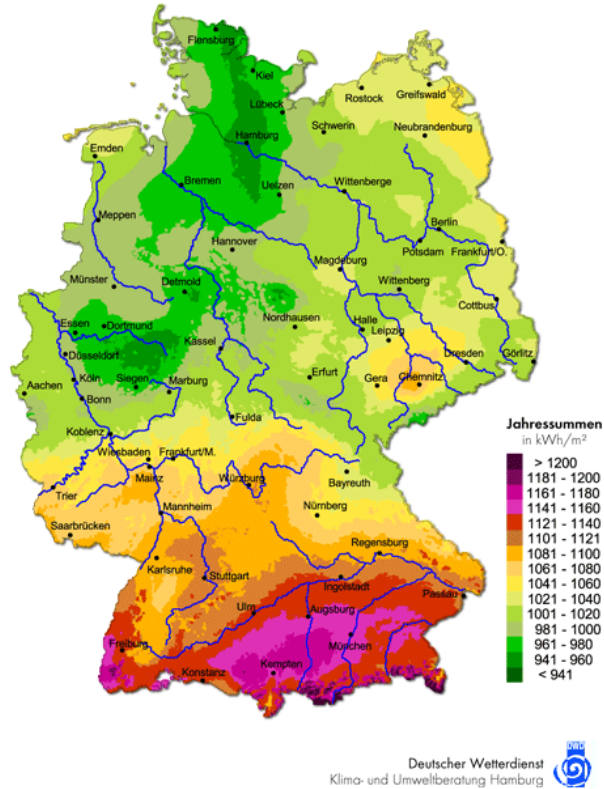 Flensburg
Kiel
Lübeck
Rostock
Greifswald
Schwerin
Neubrandenburg
Hamburg
Emden
Bremen
Uelzen
Wittenberge
Meppen
Berlin
Hannover
Potsdam
Frankfurt/O.
Magdeburg
Münster
Detmold
Wittenberg
Cottbus
Nordhausen
Halle
Essen
Dortmund
Leipzig
Kassel
Düsseldorf
Dresden
Görlitz
Köln
Siegen
Marburg
Erfurt
Gera
Chemnitz
Aachen
Bonn
Fulda
Koblenz
Wiesbaden
Frankfurt/M.
Mainz
Würzburg
Bayreuth
Trier
Mannheim
Nürnberg
Saarbrücken
Regensburg
Karlsruhe
Stuttgart
Ingolstadt
Passau
Ulm
Augsburg
Freiburg
München
Konstanz
Kempten
Jahressummen
in kWh/m²
> 1200
1181 - 1200
1161 - 1180
1141 - 1160
1121 - 1140
1101 - 1121
1081 - 1100
1061 - 1080
1041 - 1060
1021 - 1040
1001 - 1020
981 - 1000
961 - 980
941 - 960
< 941
DWD
Deutscher Wetterdienst
Klima- und Umweltberatung Hamburg